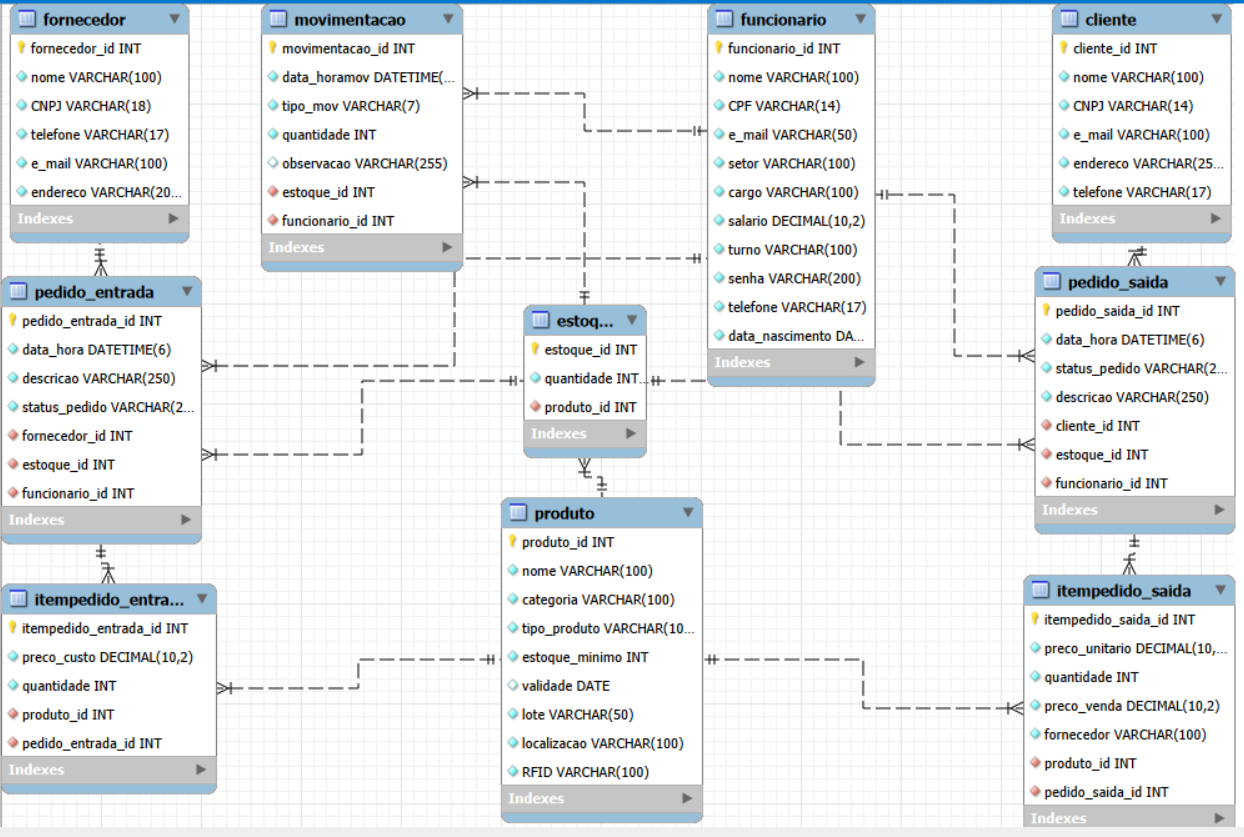 fornecedor
fornecedor_id INT
nome VARCHAR(100)
CNPJ VARCHAR(18)
telefone VARCHAR(17)
e_mail VARCHAR(100)
endereco VARCHAR(20...
Indexes
movimentacao
movimentacao_id INT
data_horamov DATETIME(...
tipo_mov VARCHAR(7)
quantidade INT
observacao VARCHAR(255)
estoque_id INT
funcionario_id INT
Indexes
funcionario
funcionario_id INT
nome VARCHAR(100)
CPF VARCHAR(14)
e_mail VARCHAR(50)
setor VARCHAR(100)
cargo VARCHAR(100)
salario DECIMAL(10,2)
turno VARCHAR(100)
senha VARCHAR(200)
telefone VARCHAR(17)
data_nascimento DA...
Indexes
cliente
cliente_id INT
nome VARCHAR(100)
CNPJ VARCHAR(14)
e_mail VARCHAR(100)
endereco VARCHAR(25...
telefone VARCHAR(17)
Indexes
pedido_entrada
pedido_entrada_id INT
data_hora DATETIME(6)
descricao VARCHAR(250)
status_pedido VARCHAR(2...
fornecedor_id INT
estoque_id INT
funcionario_id INT
Indexes
estoq...
estoque_id INT
quantidade INT...
produto_id INT
Indexes
pedido_saida
pedido_saida_id INT
data_hora DATETIME(6)
status_pedido VARCHAR(2...
descricao VARCHAR(250)
cliente_id INT
estoque_id INT
funcionario_id INT
Indexes
itempedido_entra...
itempedido_entrada_id INT
preco_custo DECIMAL(10,2)
quantidade INT
produto_id INT
pedido_entrada_id INT
Indexes
produto
produto_id INT
nome VARCHAR(100)
categoria VARCHAR(100)
tipo_produto VARCHAR(10...
estoque_minimo INT
validade DATE
lote VARCHAR(50)
localizacao VARCHAR(100)
RFID VARCHAR(100)
Indexes
itempedido_saida
itempedido_saida_id INT
preco_unitario DECIMAL(10,...
quantidade INT
preco_venda DECIMAL(10,2)
fornecedor VARCHAR(100)
produto_id INT
pedido_saida_id INT
Indexes